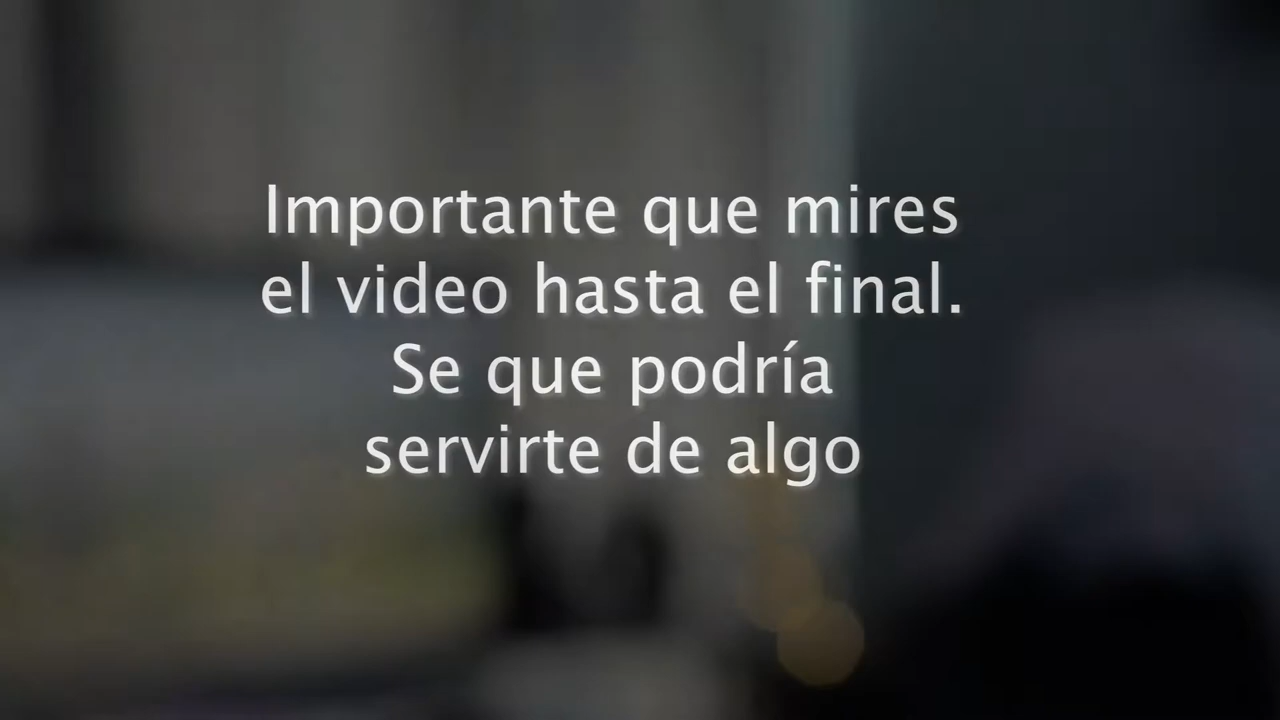 Importante que mires
el video hasta el final.
Se que podría
servirte de algo